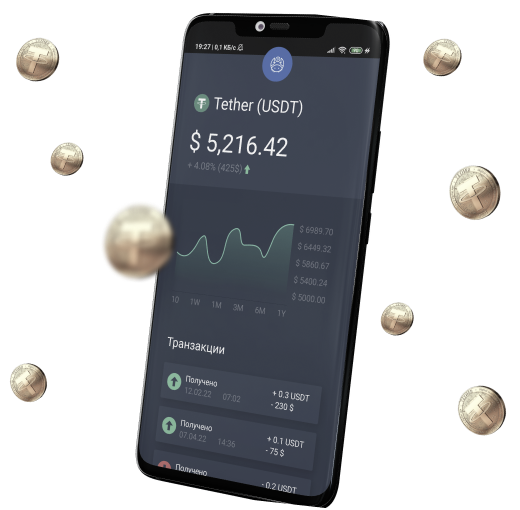 19:27 | 0,1 КБ/с
Tether (USDT)
$ 5,216.42
+ 4.08% (425$)
$ 6989.70
$ 6449.32
$ 5860.67
$ 5400.24
$ 5000.00
1D 1W 1M 3M 6M 1Y
Транзакции
Получено
12.02.22 07:02
+ 0.3 USDT
- 230 $
Получено
07.04.22 14:36
+ 0.1 USDT
- 75 $
Получено
- 0.2 USDT